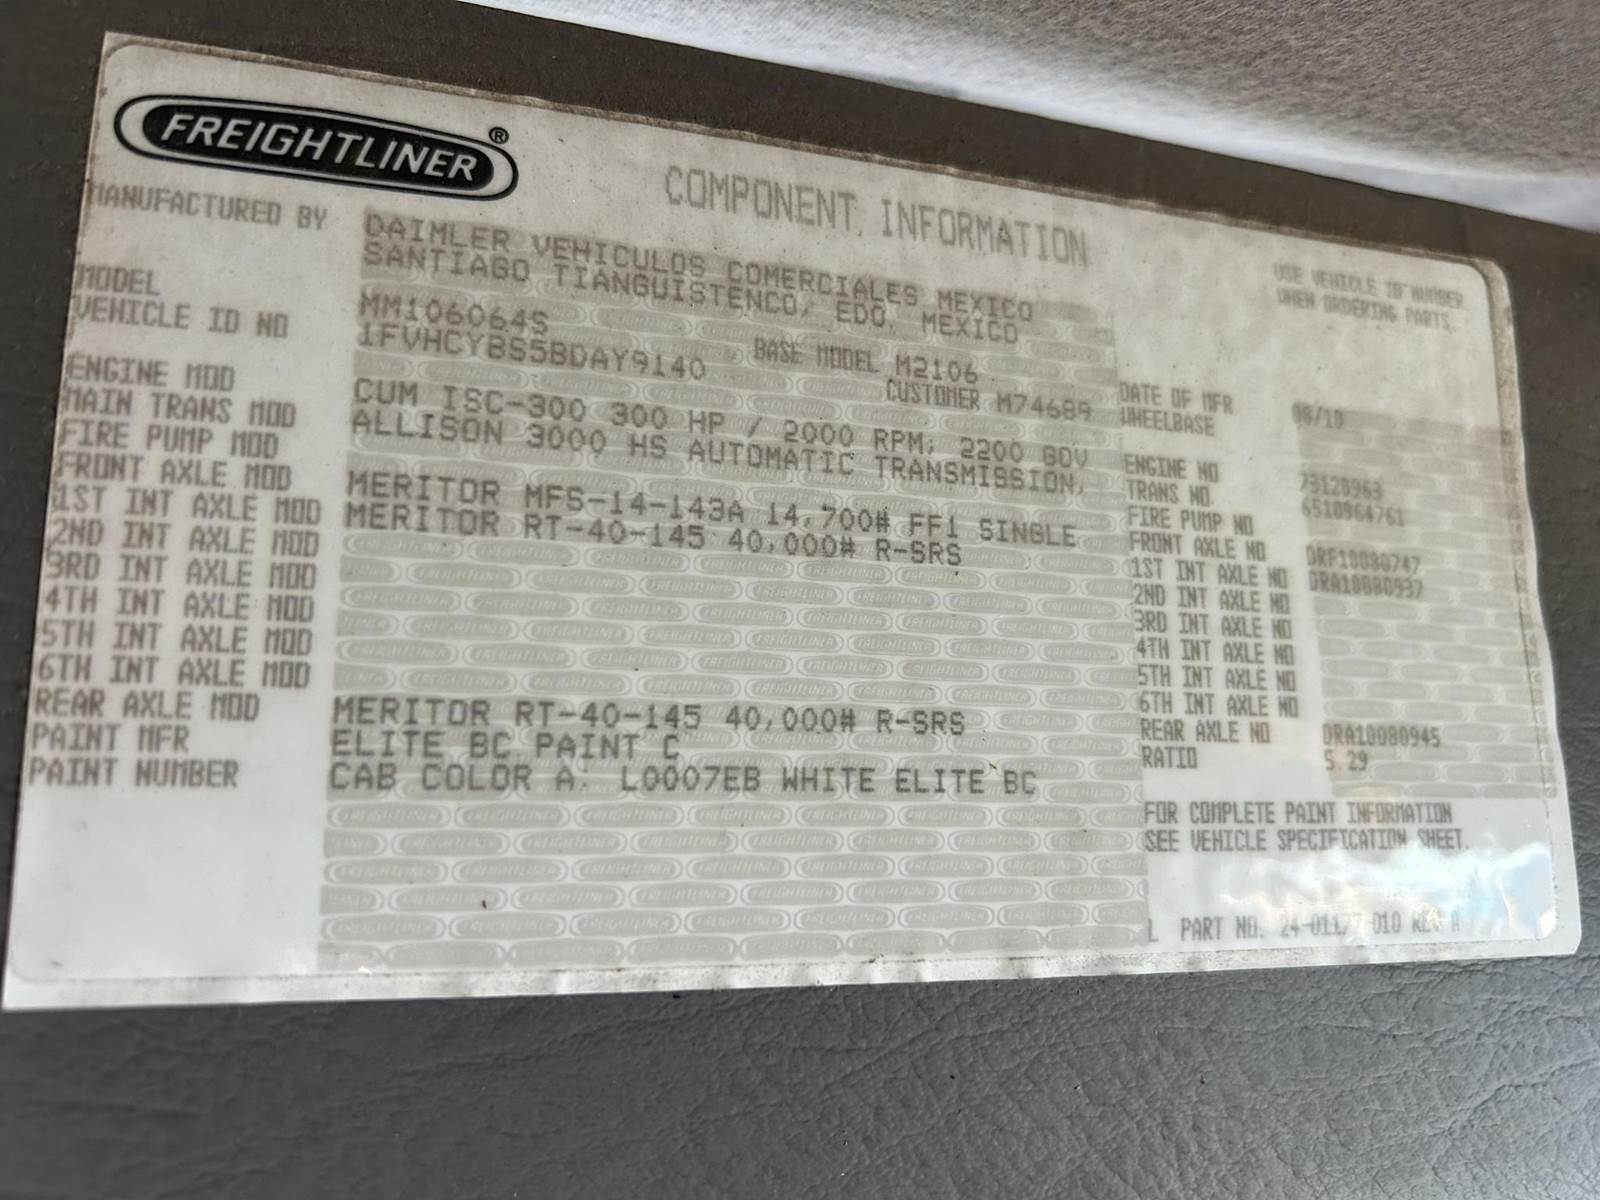 FREIGHTLINER®
COMPONENT INFORMATION
USE VEHICLE ID NUMBER
WHEN ORDERING PARTS.
MANUFACTURED BY DAIMLER VEHICULOS COMERCIALES MEXICO
SANTIAGO TIANGUISTENCO, EDO. MEXICO
MODEL MM106064S BASE MODEL M2106 DATE OF MFR 08/10
VEHICLE ID NO 1FVHCYBS5BDAY9140 CUSTOMER M74689 WHEELBASE
ENGINE MOD CUM ISC-300 300 HP / 2000 RPM; 2200 GOV ENGINE NO 73128963
MAIN TRANS MOD ALLISON 3000 HS AUTOMATIC TRANSMISSION, TRANS NO. 6510964761
FIRE PUMP MOD FIRE PUMP NO
FRONT AXLE MOD MERITOR MFS-14-143A 14,700# FF1 SINGLE FRONT AXLE NO DRF10080747
1ST INT AXLE MOD MERITOR RT-40-145 40,000# R-SRS 1ST INT AXLE NO DRA10080937
2ND INT AXLE MOD 2ND INT AXLE NO
3RD INT AXLE MOD 3RD INT AXLE NO
4TH INT AXLE MOD 4TH INT AXLE NO
5TH INT AXLE MOD 5TH INT AXLE NO
6TH INT AXLE MOD 6TH INT AXLE NO
REAR AXLE MOD MERITOR RT-40-145 40,000# R-SRS REAR AXLE NO DRA10080945
PAINT MFR ELITE BC PAINT C RATIO 5.29
PAINT NUMBER CAB COLOR A: L0007EB WHITE ELITE BC
FOR COMPLETE PAINT INFORMATION
SEE VEHICLE SPECIFICATION SHEET.
L PART NO. 24-01177-010 REV A